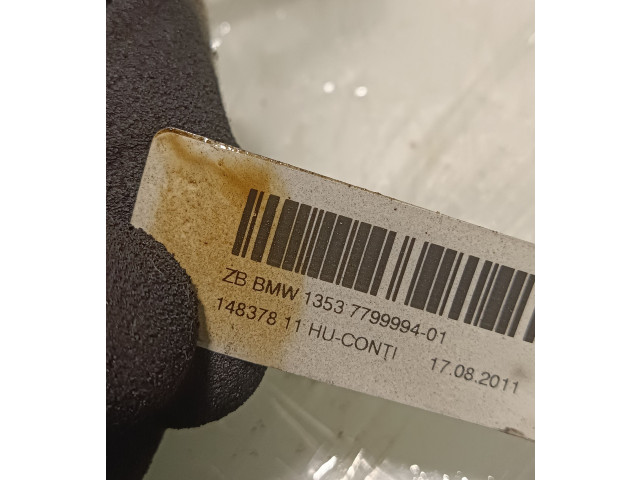 ZB BMW 1353 7799994-01
148378 11 HU-CONTI 17.08.2011